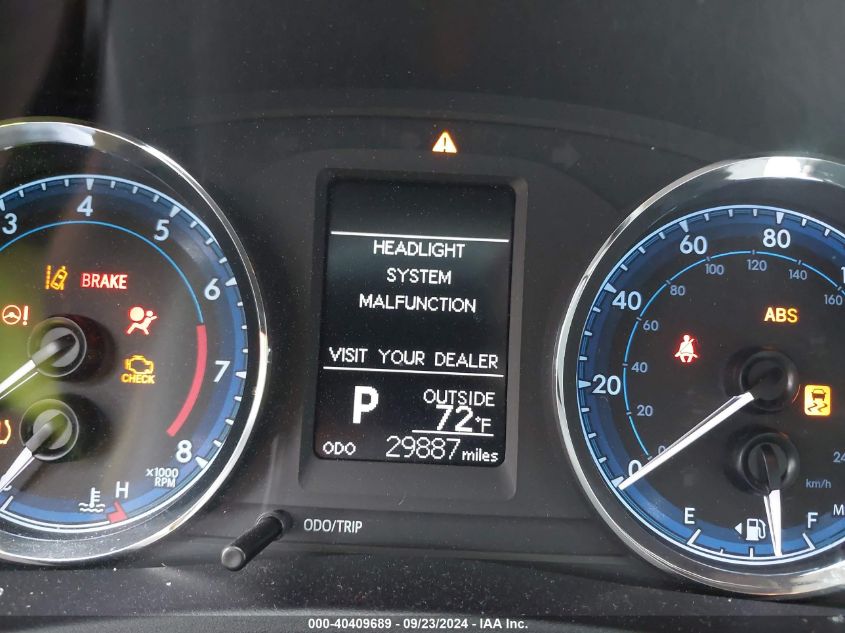 HEADLIGHT
SYSTEM
MALFUNCTION
VISIT YOUR DEALER
P
OUTSIDE
72°F
ODO 29887 miles
3 4 5 6 7 8
x1000
RPM
BRAKE
CHECK
H
ODO/TRIP
0 20 40 60 80
0 20 40 60 80 100 120 140 160
ABS
km/h
E F
000-40409689 - 09/23/2024 - IAA Inc.